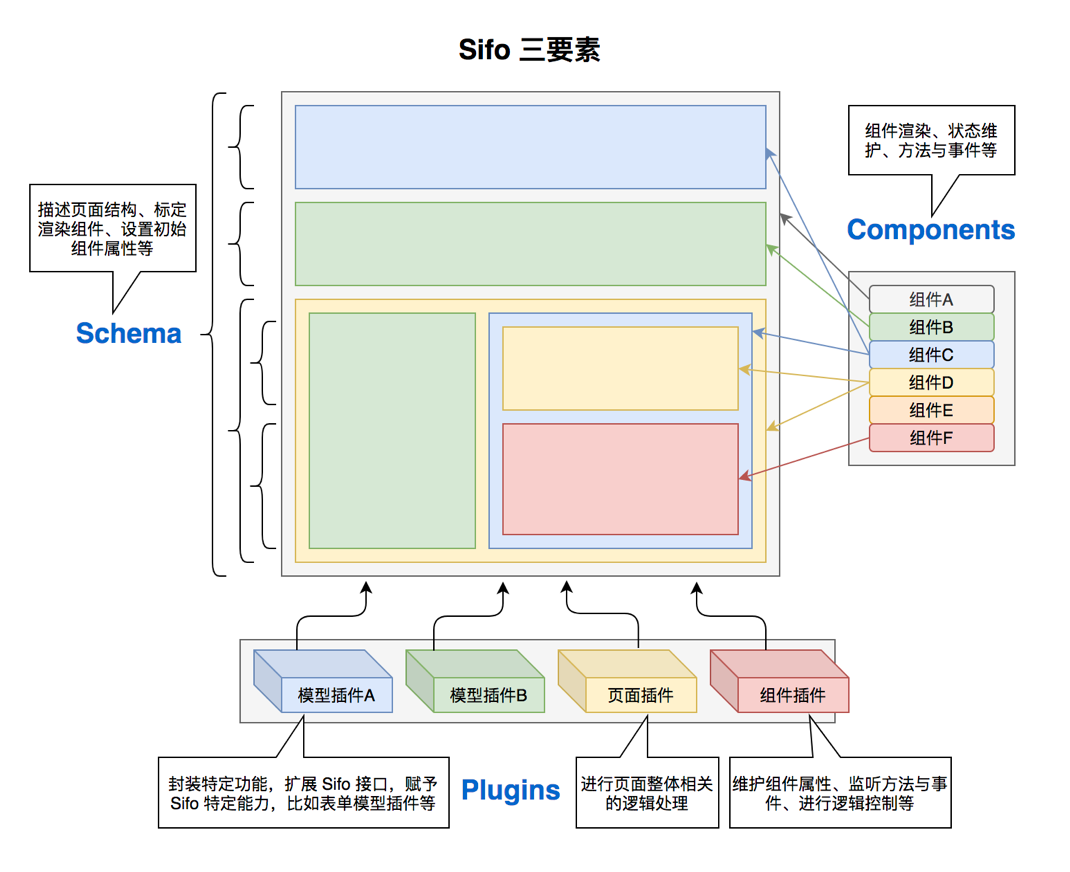 Sifo 三要素
组件渲染、状态维
护、方法与事件等
Components
描述页面结构、标定
渲染组件、设置初始
组件属性等
Schema
组件A
组件B
组件C
组件D
组件E
组件F
模型插件A
模型插件B
页面插件
组件插件
封装特定功能，扩展 Sifo 接口，赋予
Sifo 特定能力，比如表单模型插件等
Plugins
进行页面整体相关
的逻辑处理
维护组件属性、监听方法与事
件、进行逻辑控制等